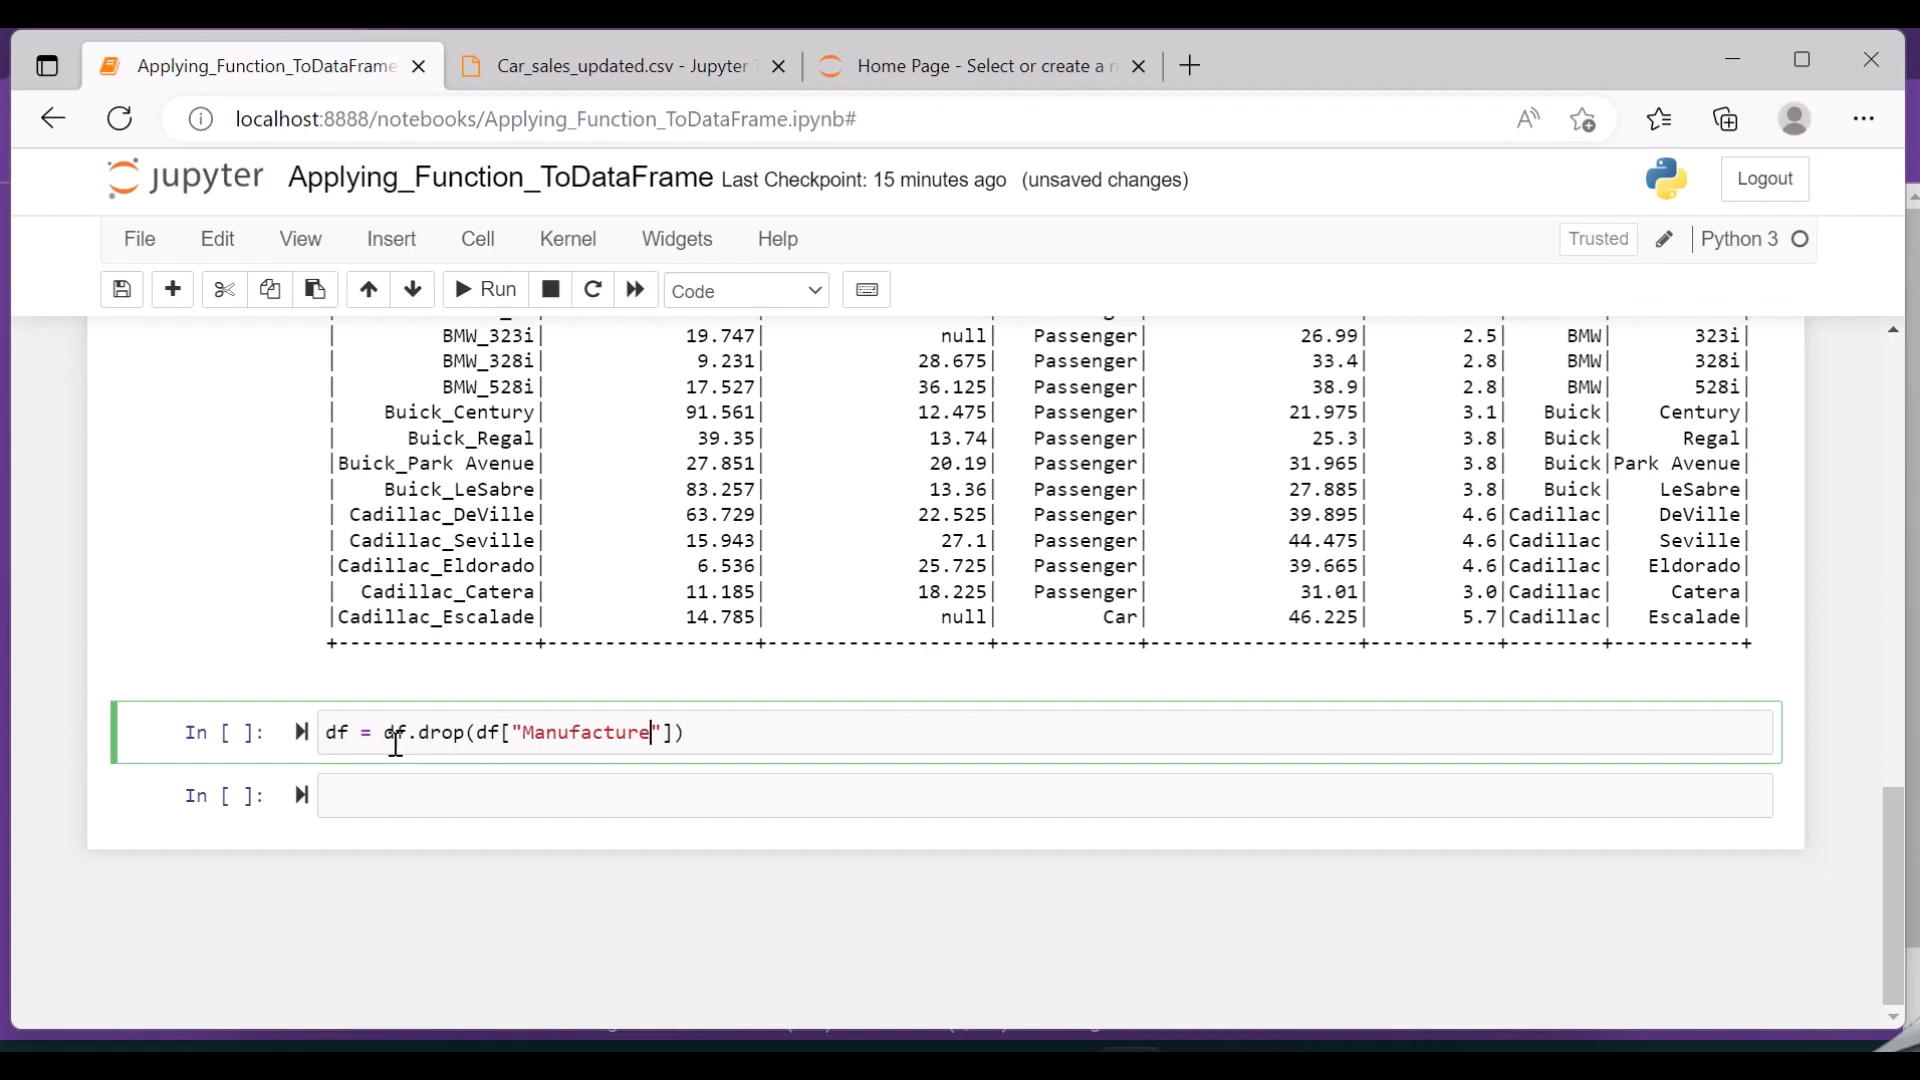 Applying_Function_ToDataFrame
Car_sales_updated.csv - Jupyter
Home Page - Select or create a n
localhost:8888/notebooks/Applying_Function_ToDataFrame.ipynb#
jupyter Applying_Function_ToDataFrame Last Checkpoint: 15 minutes ago (unsaved changes)
Logout
File Edit View Insert Cell Kernel Widgets Help
Trusted
Python 3
Run
Code
| BMW_323i| 19.747| null| Passenger| 26.99| 2.5| BMW| 323i|
| BMW_328i| 9.231| 28.675| Passenger| 33.4| 2.8| BMW| 328i|
| BMW_528i| 17.527| 36.125| Passenger| 38.9| 2.8| BMW| 528i|
| Buick_Century| 91.561| 12.475| Passenger| 21.975| 3.1| Buick| Century|
| Buick_Regal| 39.35| 13.74| Passenger| 25.3| 3.8| Buick| Regal|
|Buick_Park Avenue| 27.851| 20.19| Passenger| 31.965| 3.8| Buick|Park Avenue|
| Buick_LeSabre| 83.257| 13.36| Passenger| 27.885| 3.8| Buick| LeSabre|
| Cadillac_DeVille| 63.729| 22.525| Passenger| 39.895| 4.6|Cadillac| DeVille|
| Cadillac_Seville| 15.943| 27.1| Passenger| 44.475| 4.6|Cadillac| Seville|
|Cadillac_Eldorado| 6.536| 25.725| Passenger| 39.665| 4.6|Cadillac| Eldorado|
| Cadillac_Catera| 11.185| 18.225| Passenger| 31.01| 3.0|Cadillac| Catera|
|Cadillac_Escalade| 14.785| null| Car| 46.225| 5.7|Cadillac| Escalade|
+-----------------+-----------------+------------------+-----------+-----------------+----------+--------+-----------+
In [ ]: df = df.drop(df["Manufacture"])
In [ ]: